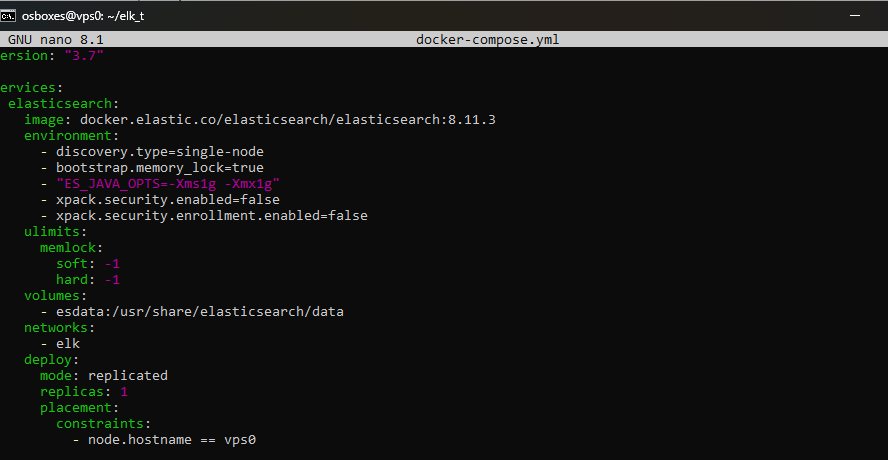 osboxes@vps0: ~/elk_t
GNU nano 8.1 docker-compose.yml
ersion: "3.7"
ervices:
elasticsearch:
image: docker.elastic.co/elasticsearch/elasticsearch:8.11.3
environment:
- discovery.type=single-node
- bootstrap.memory_lock=true
- "ES_JAVA_OPTS=-Xms1g -Xmx1g"
- xpack.security.enabled=false
- xpack.security.enrollment.enabled=false
ulimits:
memlock:
soft: -1
hard: -1
volumes:
- esdata:/usr/share/elasticsearch/data
networks:
- elk
deploy:
mode: replicated
replicas: 1
placement:
constraints:
- node.hostname == vps0